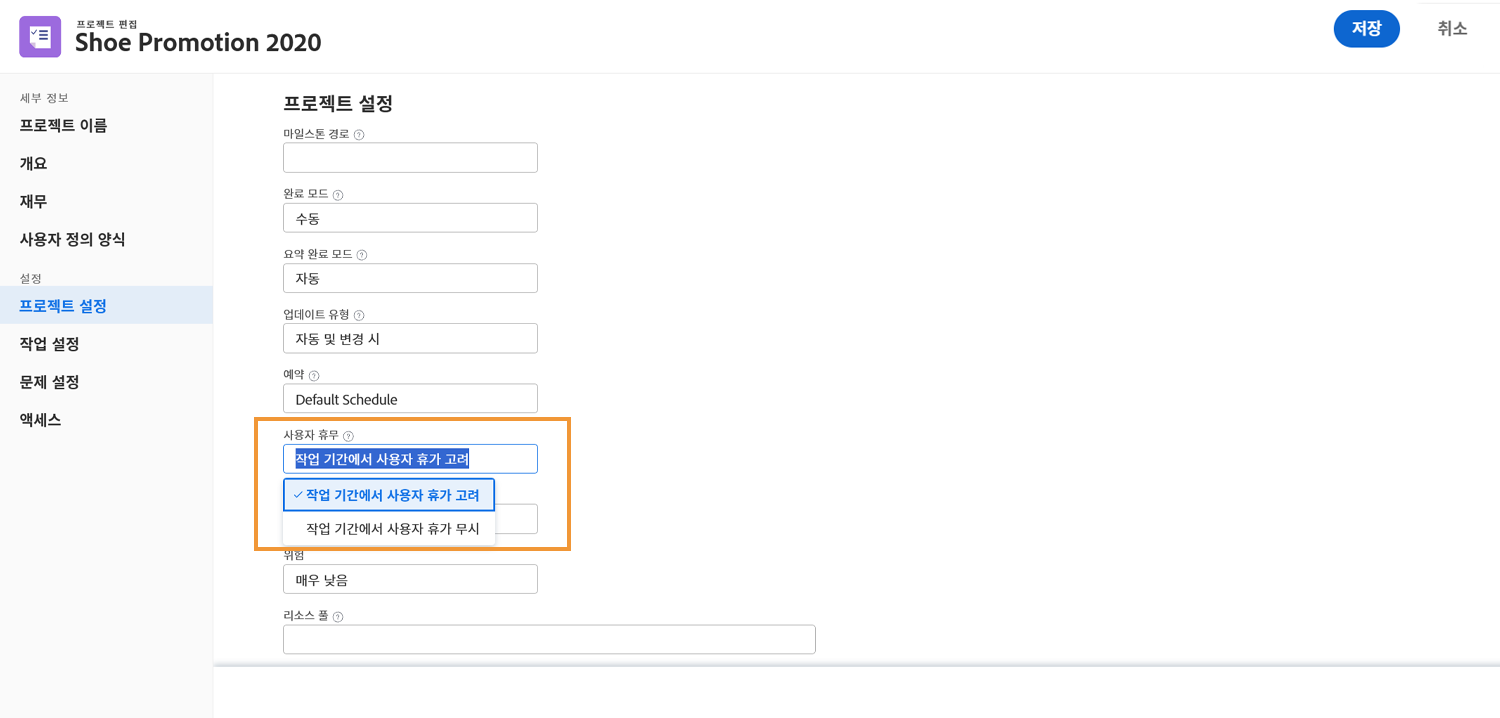 프로젝트 편집
Shoe Promotion 2020
저장
취소
세부 정보
프로젝트 이름
개요
재무
사용자 정의 양식
설정
프로젝트 설정
작업 설정
문제 설정
액세스
프로젝트 설정
마일스톤 경로 ?
완료 모드 ?
수동
요약 완료 모드 ?
자동
업데이트 유형 ?
자동 및 변경 시
예약 ?
Default Schedule
사용자 휴무 ?
작업 기간에서 사용자 휴가 고려
작업 기간에서 사용자 휴가 고려
작업 기간에서 사용자 휴가 무시
위험
매우 낮음
리소스 풀 ?